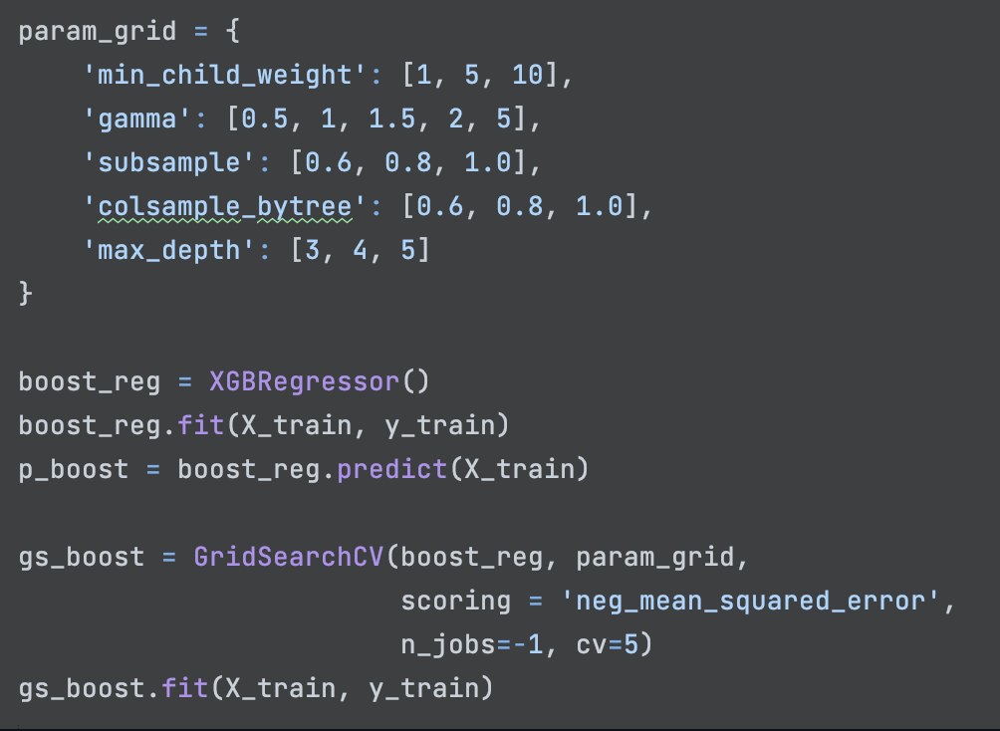 param_grid = {
    'min_child_weight': [1, 5, 10],
    'gamma': [0.5, 1, 1.5, 2, 5],
    'subsample': [0.6, 0.8, 1.0],
    'colsample_bytree': [0.6, 0.8, 1.0],
    'max_depth': [3, 4, 5]
}

boost_reg = XGBRegressor()
boost_reg.fit(X_train, y_train)
p_boost = boost_reg.predict(X_train)

gs_boost = GridSearchCV(boost_reg, param_grid,
                        scoring = 'neg_mean_squared_error',
                        n_jobs=-1, cv=5)
gs_boost.fit(X_train, y_train)